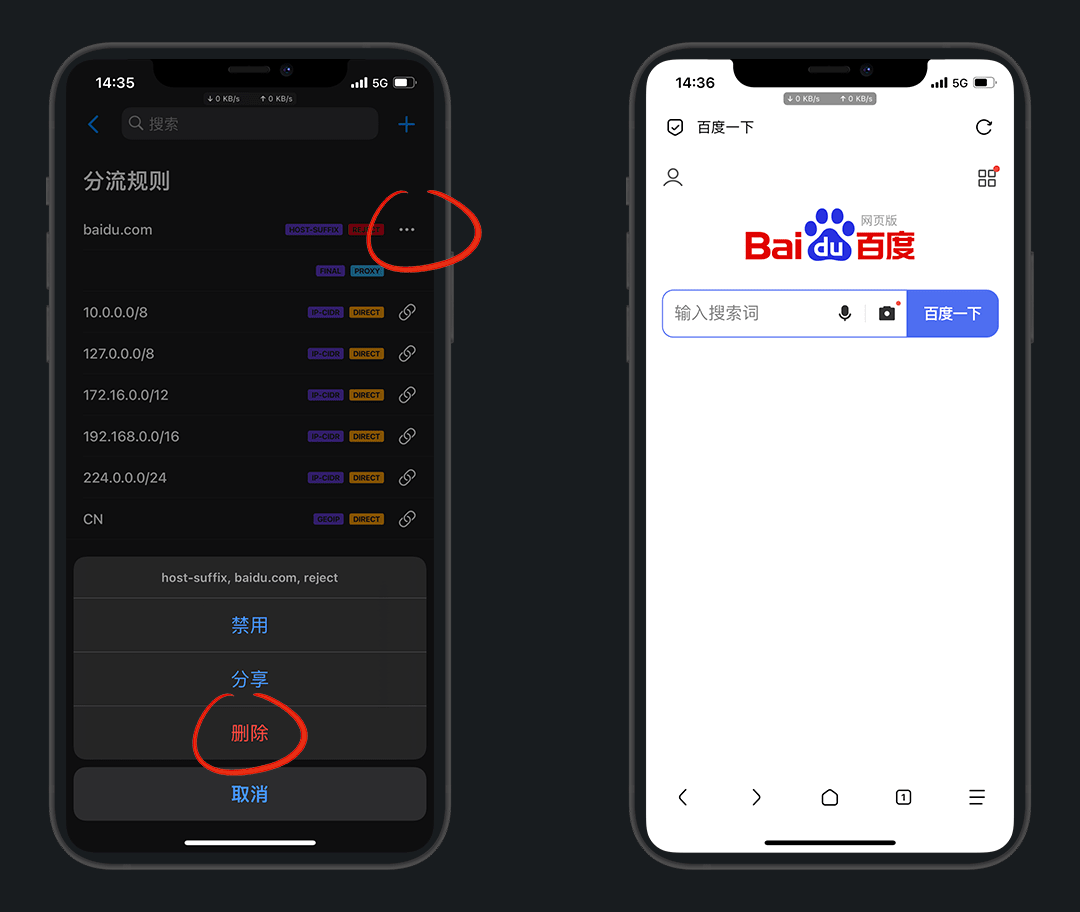 14:35
5G
↓ 0 KB/s ↑ 0 KB/s
搜索
分流规则
baidu.com HOST-SUFFIX REJECT
FINAL PROXY
10.0.0.0/8 IP-CIDR DIRECT
127.0.0.0/8 IP-CIDR DIRECT
172.16.0.0/12 IP-CIDR DIRECT
192.168.0.0/16 IP-CIDR DIRECT
224.0.0.0/24 IP-CIDR DIRECT
CN GEOIP DIRECT
host-suffix, baidu.com, reject
禁用
分享
删除
取消
14:36
5G
↓ 0 KB/s ↑ 0 KB/s
百度一下
网页版
Bai du 百度
输入搜索词 百度一下
1